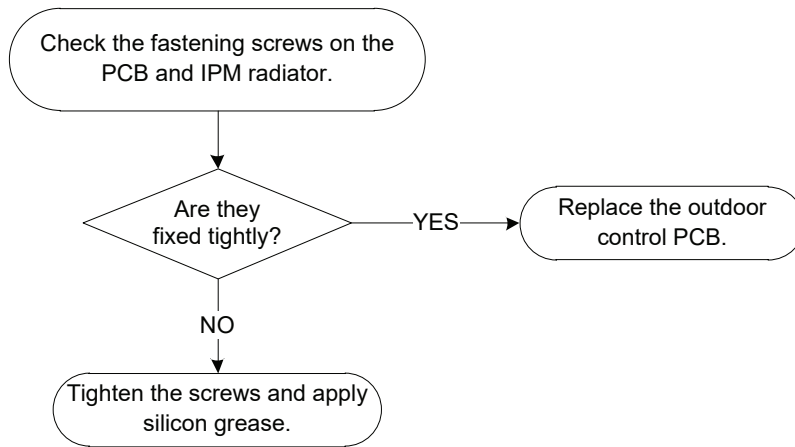 Check the fastening screws on the
PCB and IPM radiator.
Are they
fixed tightly?
YES
Replace the outdoor
control PCB.
NO
Tighten the screws and apply
silicon grease.